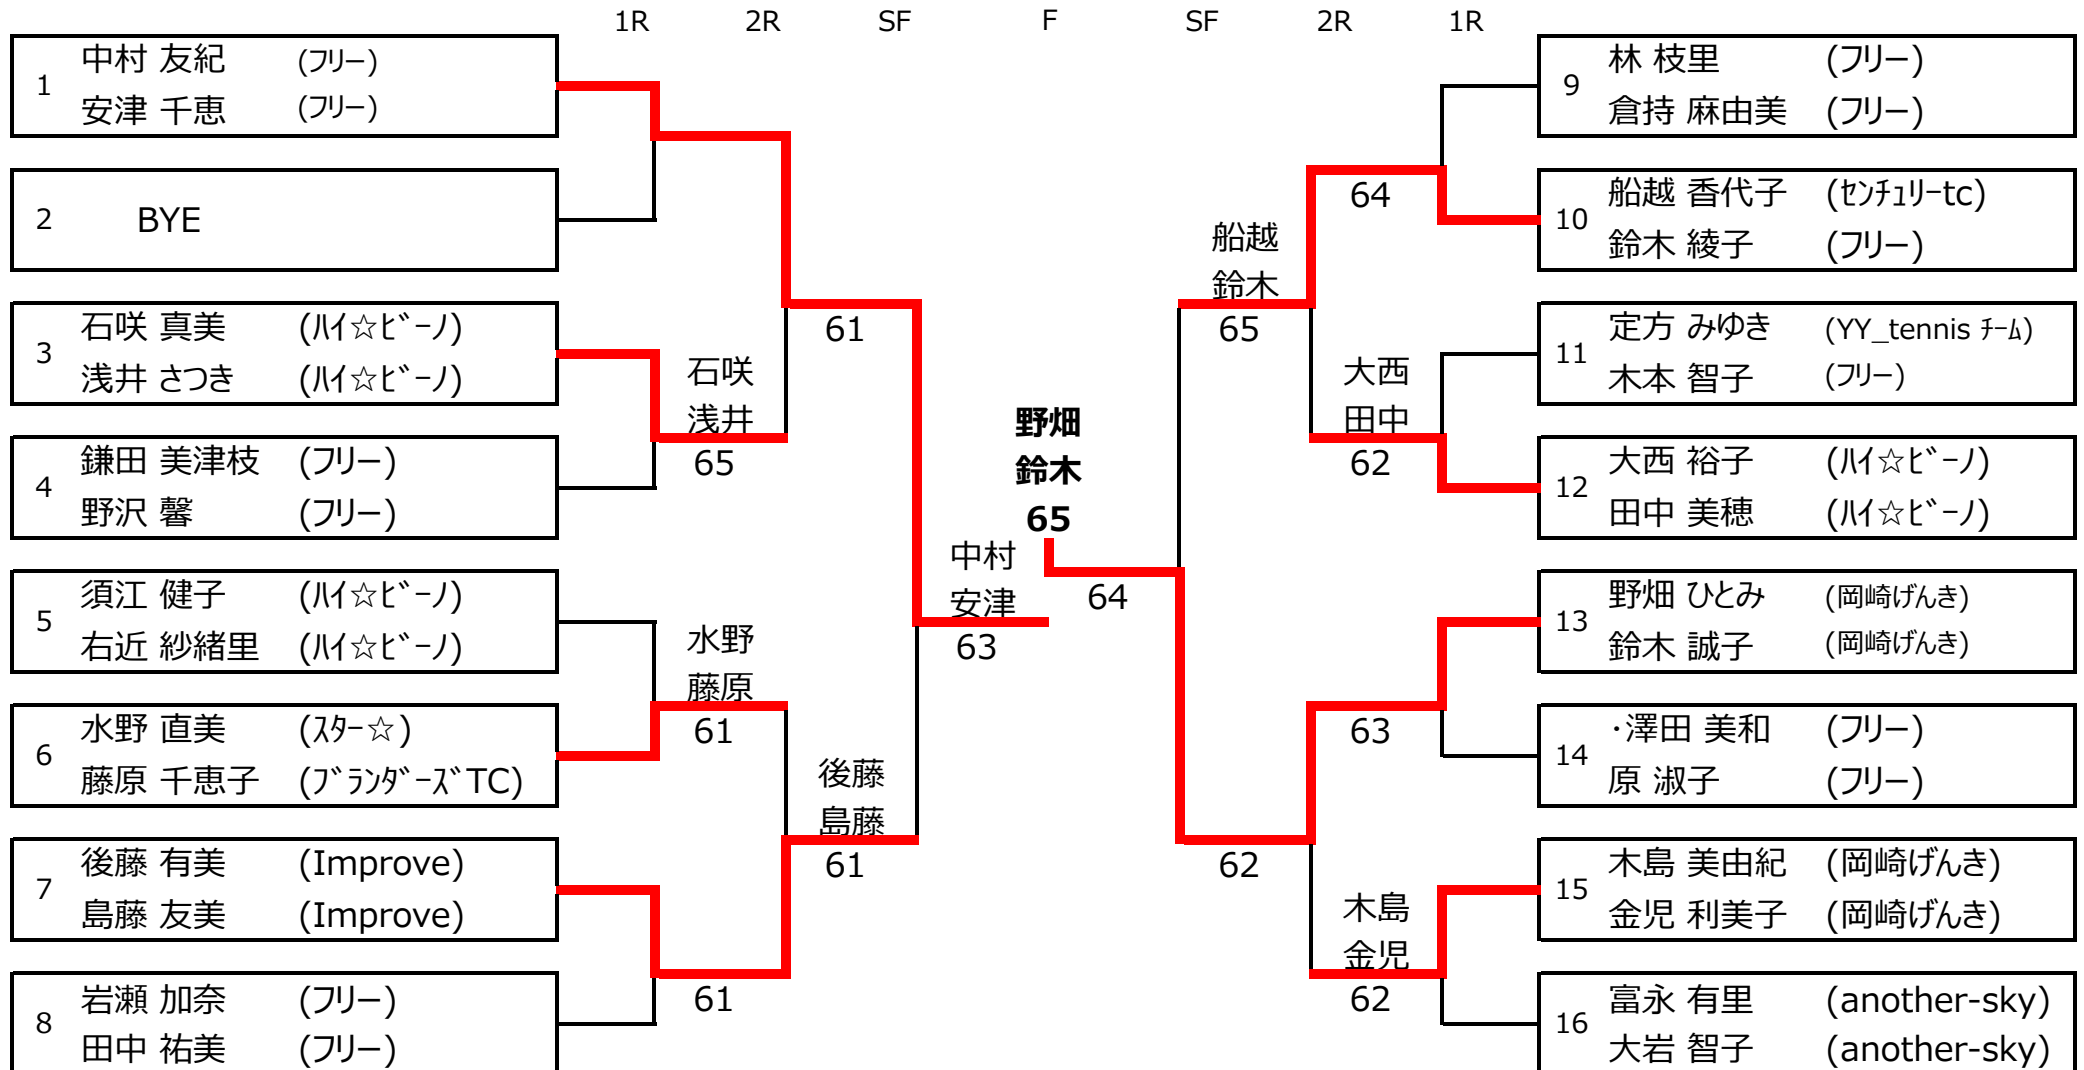 1R 2R SF F SF 2R 1R
1
中村 友紀 (フリー)
安津 千恵 (フリー)
2 BYE
3
石咲 真美 (ハイ☆ビーノ)
浅井 さつき (ハイ☆ビーノ)
4
鎌田 美津枝 (フリー)
野沢 馨 (フリー)
5
須江 健子 (ハイ☆ビーノ)
右近 紗緒里 (ハイ☆ビーノ)
6
水野 直美 (スター☆)
藤原 千恵子 (ブランダーズTC)
7
後藤 有美 (Improve)
島藤 友美 (Improve)
8
岩瀬 加奈 (フリー)
田中 祐美 (フリー)
石咲
浅井
65
水野
藤原
61
61
61
後藤
島藤
61
中村
安津
63
野畑
鈴木
65
64
船越
鈴木
65
62
64
大西
田中
62
63
木島
金児
62
9
林 枝里 (フリー)
倉持 麻由美 (フリー)
10
船越 香代子 (センチュリーtc)
鈴木 綾子 (フリー)
11
定方 みゆき (YY_tennis チーム)
木本 智子 (フリー)
12
大西 裕子 (ハイ☆ビーノ)
田中 美穂 (ハイ☆ビーノ)
13
野畑 ひとみ (岡崎げんき)
鈴木 誠子 (岡崎げんき)
14
・澤田 美和 (フリー)
原 淑子 (フリー)
15
木島 美由紀 (岡崎げんき)
金児 利美子 (岡崎げんき)
16
富永 有里 (another-sky)
大岩 智子 (another-sky)